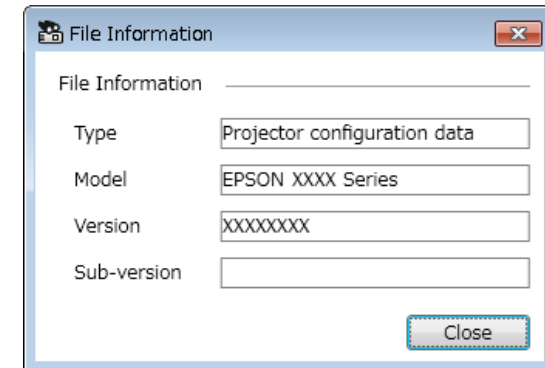 File Information
File Information
Type Projector configuration data
Model EPSON XXXX Series
Version XXXXXXXX
Sub-version
Close